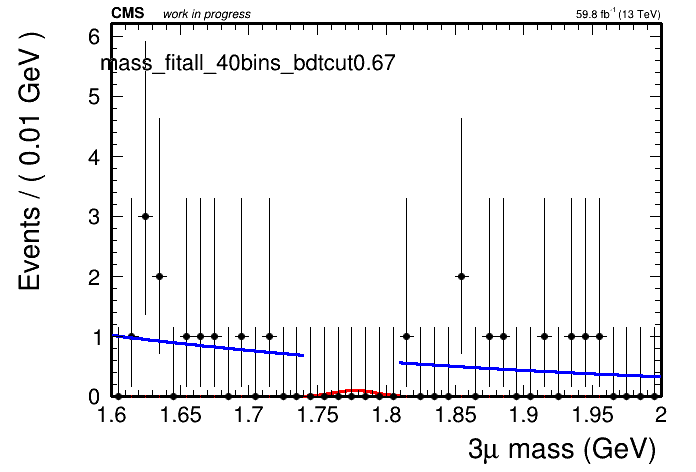 CMS work in progress 59.8 fb⁻¹ (13 TeV)
mass_fitall_40bins_bdtcut0.67
Events / ( 0.01 GeV )
6
5
4
3
2
1
0
1.6 1.65 1.7 1.75 1.8 1.85 1.9 1.95 2
3μ mass (GeV)